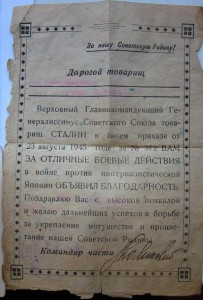 За нашу Советскую Родину!
Дорогой товарищ
Верховный Главнокомандующий Ге-
нералиссимус Советского Союза това-
рищ СТАЛИН в своем приказе от
23 августа 1945 года за № 372 ВАМ
ЗА ОТЛИЧНЫЕ БОЕВЫЕ ДЕЙСТВИЯ
в войне против империалистической
Японии ОБЪЯВИЛ БЛАГОДАРНОСТЬ.
Поздравляю Вас с высокой похвалой
и желаю дальнейших успехов в борьбе
за укрепление могущества и процве-
тание нашей Советской Родины.
Командир части